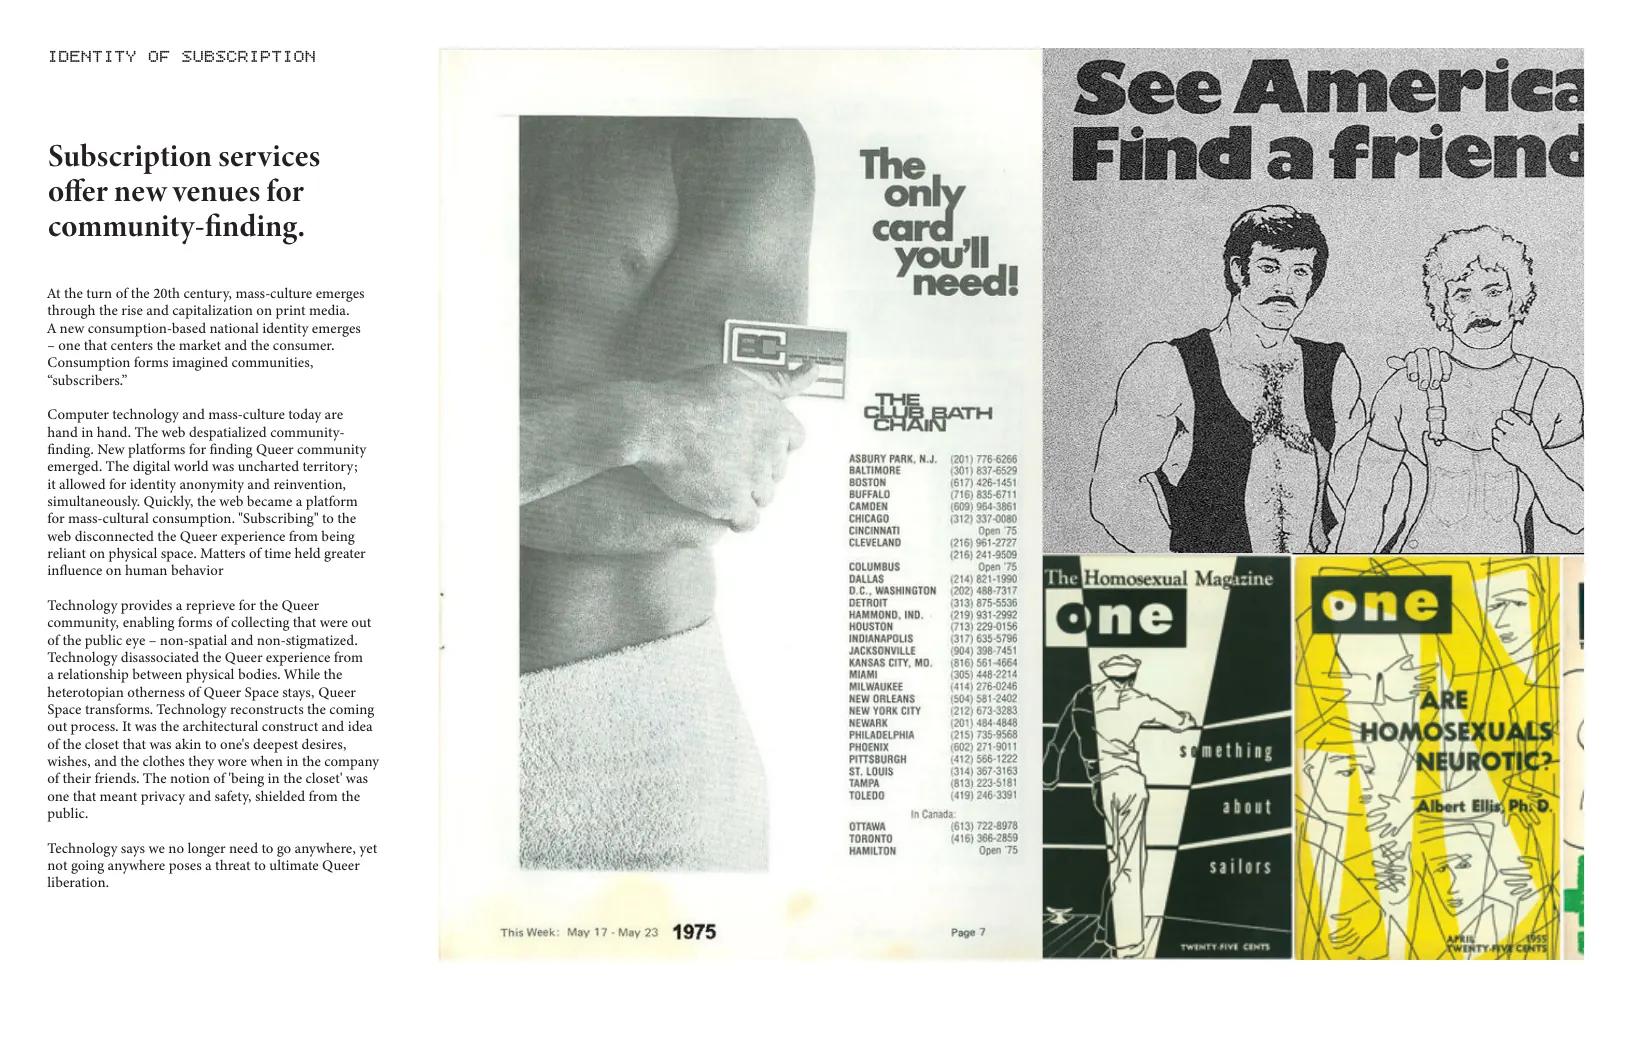 IDENTITY OF SUBSCRIPTION
Subscription services
offer new venues for
community-finding.
At the turn of the 20th century, mass-culture emerges
through the rise and capitalization on print media.
A new consumption-based national identity emerges
– one that centers the market and the consumer.
Consumption forms imagined communities,
“subscribers.”
Computer technology and mass-culture today are
hand in hand. The web despatialized community-
finding. New platforms for finding Queer community
emerged. The digital world was uncharted territory;
it allowed for identity anonymity and reinvention,
simultaneously. Quickly, the web became a platform
for mass-cultural consumption. "Subscribing" to the
web disconnected the Queer experience from being
reliant on physical space. Matters of time held greater
influence on human behavior
Technology provides a reprieve for the Queer
community, enabling forms of collecting that were out
of the public eye – non-spatial and non-stigmatized.
Technology disassociated the Queer experience from
a relationship between physical bodies. While the
heterotopian otherness of Queer Space stays, Queer
Space transforms. Technology reconstructs the coming
out process. It was the architectural construct and idea
of the closet that was akin to one's deepest desires,
wishes, and the clothes they wore when in the company
of their friends. The notion of 'being in the closet' was
one that meant privacy and safety, shielded from the
public.
Technology says we no longer need to go anywhere, yet
not going anywhere poses a threat to ultimate Queer
liberation.
The
only
card
you'll
need!
THE
CLUB BATH
CHAIN
ASBURY PARK, N.J. (201) 776-6266
BALTIMORE (301) 837-6529
BOSTON (617) 426-1451
BUFFALO (716) 835-6711
CAMDEN (609) 964-3861
CHICAGO (312) 337-0080
CINCINNATI Open '75
CLEVELAND (216) 961-2727
(216) 241-9509
COLUMBUS Open '75
DALLAS (214) 821-1990
D.C., WASHINGTON (202) 488-7317
DETROIT (313) 875-5536
HAMMOND, IND. (219) 931-2992
HOUSTON (713) 229-0156
INDIANAPOLIS (317) 635-5796
JACKSONVILLE (904) 398-7451
KANSAS CITY, MO. (816) 561-4664
MIAMI (305) 448-2214
MILWAUKEE (414) 276-0246
NEW ORLEANS (504) 581-2402
NEW YORK CITY (212) 673-3283
NEWARK (201) 484-4848
PHILADELPHIA (215) 735-9568
PHOENIX (602) 271-9011
PITTSBURGH (412) 566-1222
ST. LOUIS (314) 367-3163
TAMPA (813) 223-5181
TOLEDO (419) 246-3391
In Canada:
OTTAWA (613) 722-8978
TORONTO (416) 366-2859
HAMILTON Open '75
This Week: May 17 - May 23 1975
Page 7
See America
Find a friend
The Homosexual Magazine
one
something
about
sailors
TWENTY-FIVE CENTS
one
ARE
HOMOSEXUALS
NEUROTIC?
Albert Ellis, Ph. D.
APRIL 1955
TWENTY-FIVE CENTS